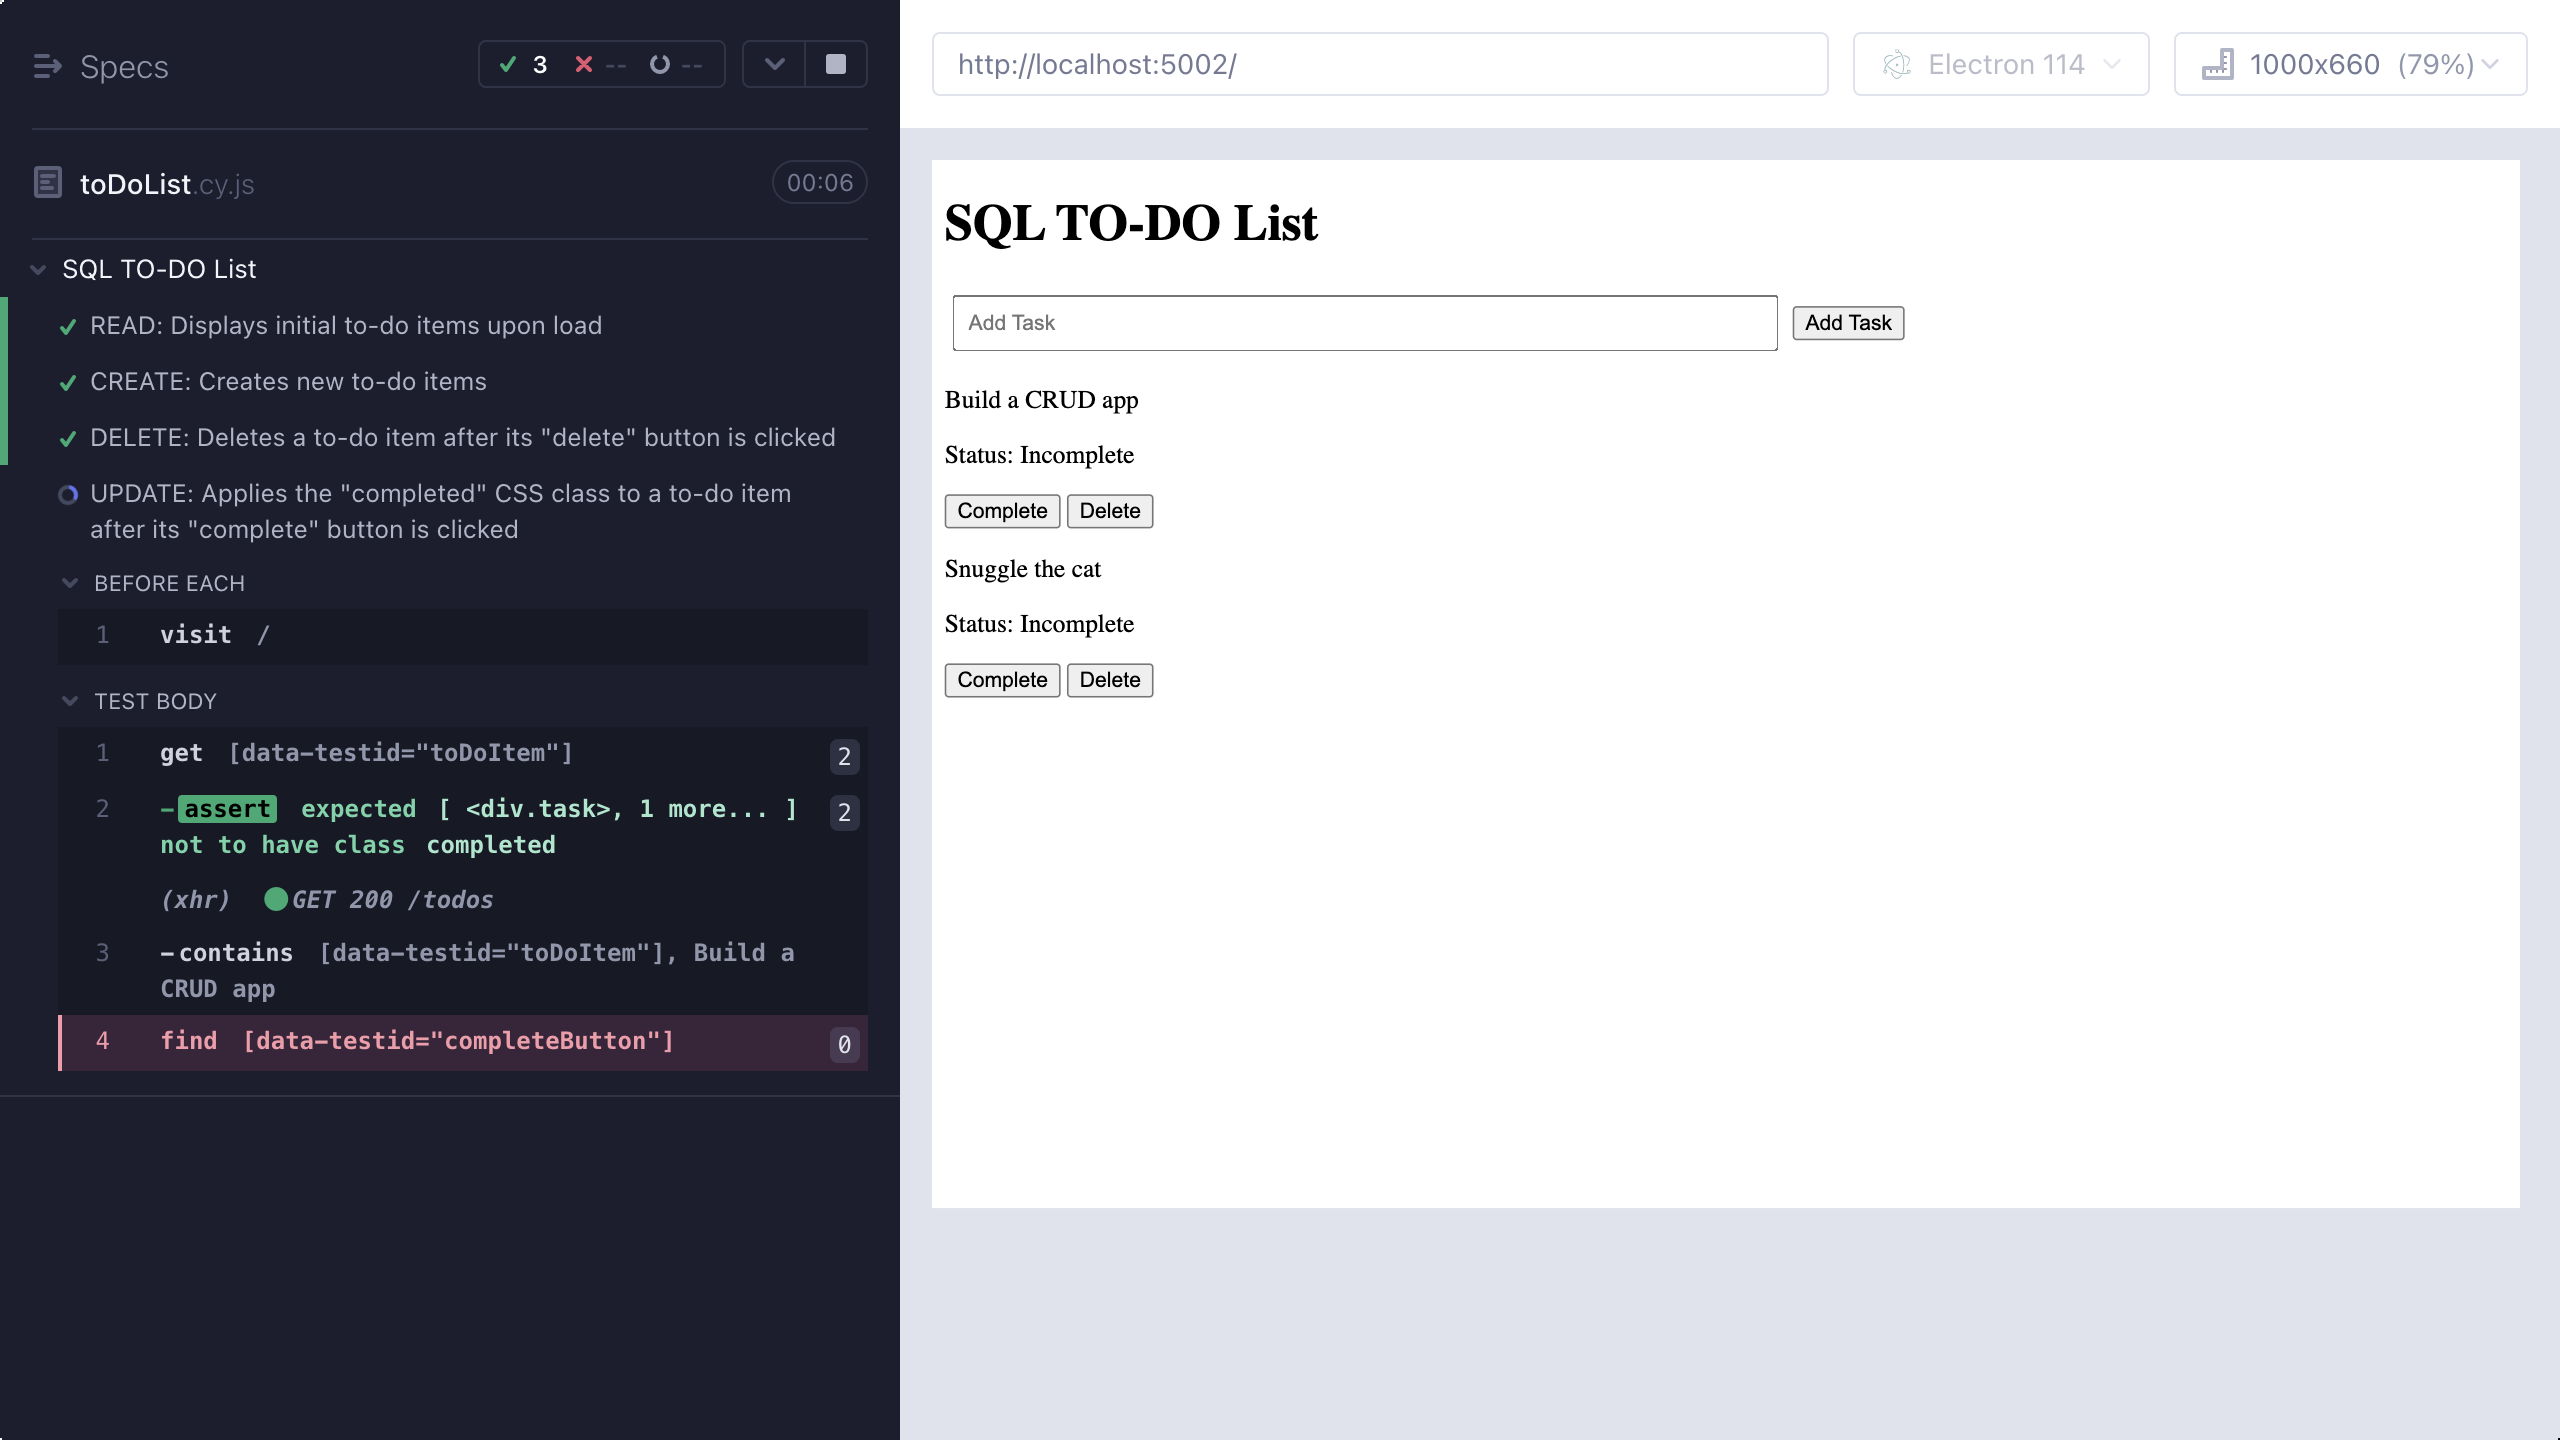 Specs
3 -- --
toDoList.cy.js
00:06
SQL TO-DO List
READ: Displays initial to-do items upon load
CREATE: Creates new to-do items
DELETE: Deletes a to-do item after its "delete" button is clicked
UPDATE: Applies the "completed" CSS class to a to-do item
after its "complete" button is clicked
BEFORE EACH
1 visit /
TEST BODY
1 get [data-testid="toDoItem"] 2
2 -assert expected [ <div.task>, 1 more... ] 2
not to have class completed
(xhr) GET 200 /todos
3 -contains [data-testid="toDoItem"], Build a
CRUD app
4 find [data-testid="completeButton"] 0
http://localhost:5002/
Electron 114
1000x660 (79%)
SQL TO-DO List
Add Task Add Task
Build a CRUD app
Status: Incomplete
Complete Delete
Snuggle the cat
Status: Incomplete
Complete Delete